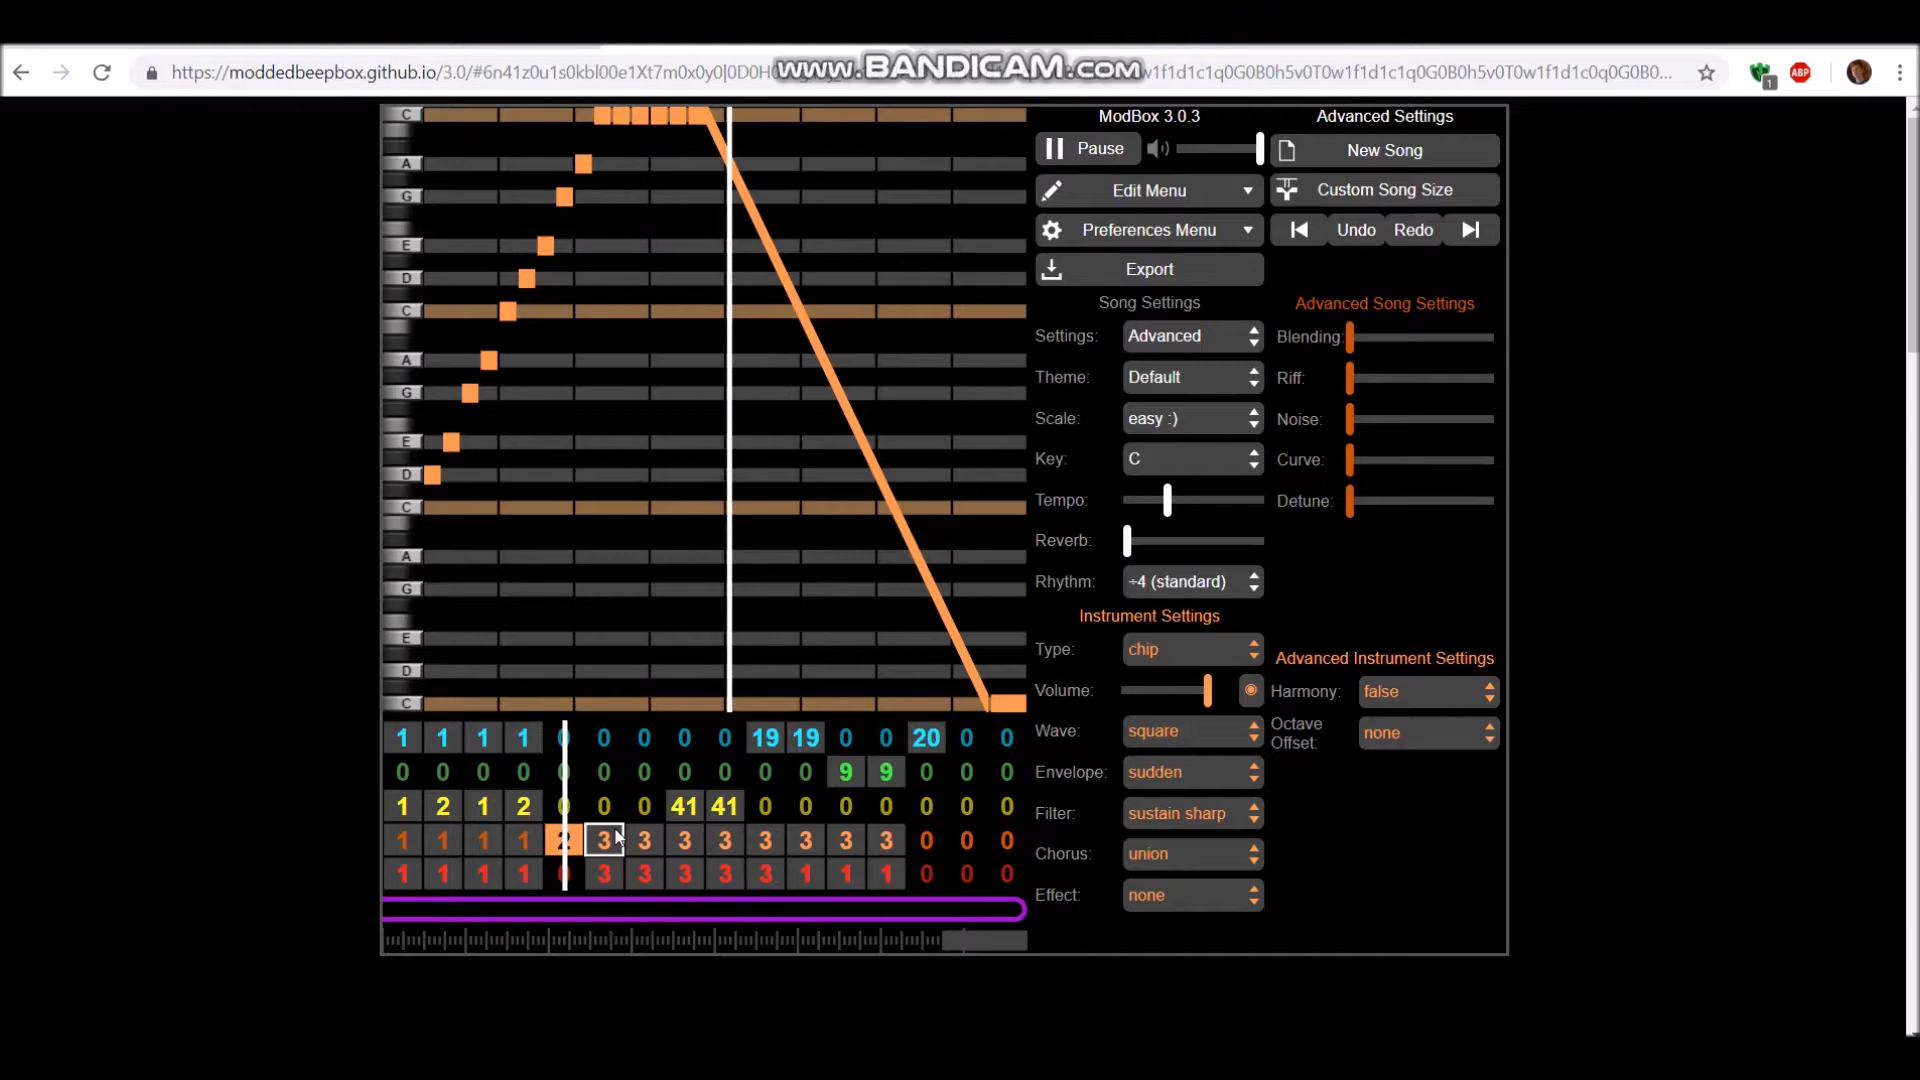 https://moddedbeepbox.github.io/3.0/#6n41z0u1s0kbl00e1Xt7m0x0y0|0D0H
www.BANDICAM.com
w1f1d1c1q0G0B0h5v0T0w1f1d1c1q0G0B0h5v0T0w1f1d1c0q0G0B0...
1
ABP
ModBox 3.0.3
Advanced Settings
Pause
New Song
Edit Menu
Custom Song Size
Preferences Menu
Undo
Redo
Export
Song Settings
Advanced Song Settings
Settings: Advanced
Blending:
Theme: Default
Riff:
Scale: easy :)
Noise:
Key: C
Curve:
Tempo:
Detune:
Reverb:
Rhythm: ÷4 (standard)
Instrument Settings
Type: chip
Advanced Instrument Settings
Volume:
Harmony: false
Wave: square
Octave
Offset: none
Envelope: sudden
Filter: sustain sharp
Chorus: union
Effect: none
C
A
G
E
D
C
A
G
E
D
C
A
G
E
D
C
1 1 1 1 0 0 0 0 0 19 19 0 0 20 0 0
0 0 0 0 0 0 0 0 0 0 0 9 9 0 0 0
1 2 1 2 0 0 0 41 41 0 0 0 0 0 0 0
1 1 1 1 2 3 3 3 3 3 3 3 3 0 0 0
1 1 1 1 0 3 3 3 3 3 1 1 1 0 0 0